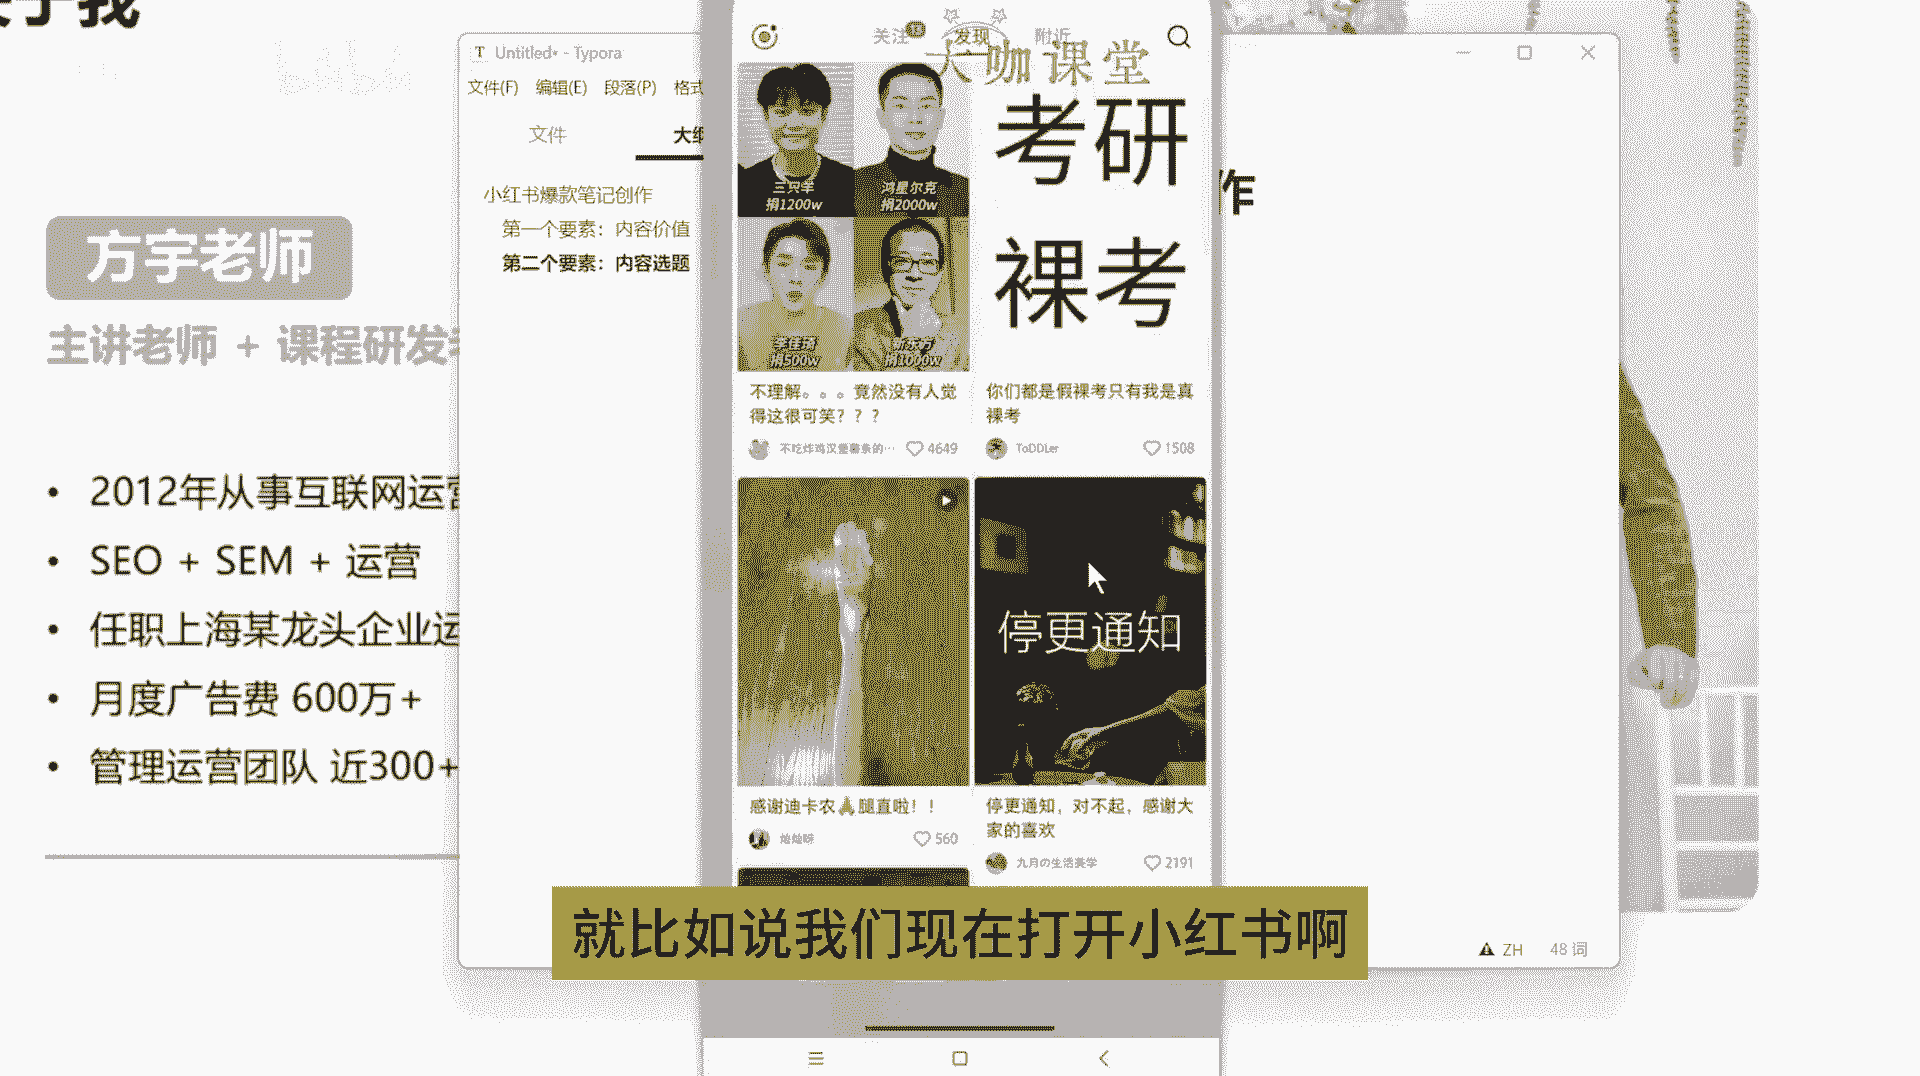 关于我
方宇老师
主讲老师 + 课程研发
2012年从事互联网运营
SEO + SEM + 运营
任职上海某龙头企业运
月度广告费 600万+
管理运营团队 近300+
Untitled• - Typora
文件(F) 编辑(E) 段落(P) 格式
文件 大纲
小红书爆款笔记创作
第一个要素：内容价值
第二个要素：内容选题
作
关注 发现 附近
大咖课堂
三只羊
捐1200w
鸿星尔克
捐2000w
李佳琦
捐500w
新东方
捐1000w
不理解。。。竟然没有人觉
得这很可笑？？？
不吃炸鸡汉堡薯条的…
4649
考研
裸考
你们都是假裸考只有我是真
裸考
ToDDLer
1508
感谢迪卡农🙏腿直啦！！
560
停更通知
停更通知，对不起，感谢大
家的喜欢
九月の生活美学
2191
就比如说我们现在打开小红书啊
ZH 48 词